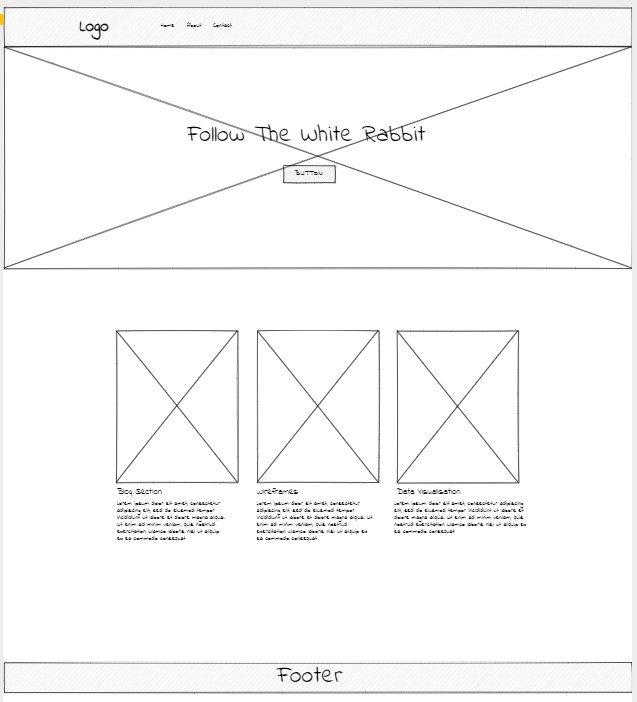 Logo
Home About Contact
Follow The White Rabbit
BUTTON
Blog Section
Lorem ipsum dolor sit amet, consectetur
adipiscing elit, sed do eiusmod tempor
incididunt ut labore et dolore magna aliqua.
Ut enim ad minim veniam, quis nostrud
exercitation ullamco laboris nisi ut aliquip
ex ea commodo consequat
Wireframes
Lorem ipsum dolor sit amet, consectetur
adipiscing elit, sed do eiusmod tempor
incididunt ut labore et dolore magna aliqua.
Ut enim ad minim veniam, quis nostrud
exercitation ullamco laboris nisi ut aliquip
ex ea commodo consequat
Data Visualisation
Lorem ipsum dolor sit amet, consectetur adipiscing
elit, sed do eiusmod tempor incididunt ut labore et
dolore magna aliqua. Ut enim ad minim veniam, quis
nostrud exercitation ullamco laboris nisi ut aliquip ex
ea commodo consequat
Footer